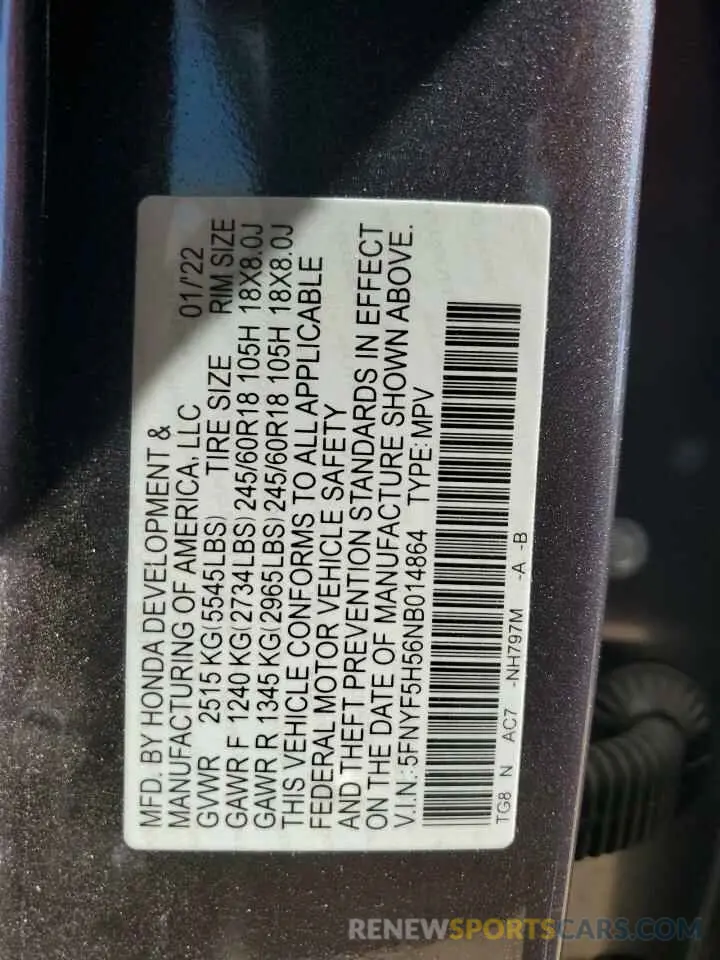 MFD. BY HONDA DEVELOPMENT &
MANUFACTURING OF AMERICA, LLC 01/'22
GVWR 2515 KG(5545LBS) TIRE SIZE RIM SIZE
GAWR F 1240 KG(2734LBS) 245/60R18 105H 18X8.0J
GAWR R 1345 KG(2965LBS) 245/60R18 105H 18X8.0J
THIS VEHICLE CONFORMS TO ALL APPLICABLE
FEDERAL MOTOR VEHICLE SAFETY
AND THEFT PREVENTION STANDARDS IN EFFECT
ON THE DATE OF MANUFACTURE SHOWN ABOVE.
V.I.N.:5FNYF5H56NB014864 TYPE:MPV
TG8 N AC7 -NH797M -A -B
RENEWSPORTSCARS.COM